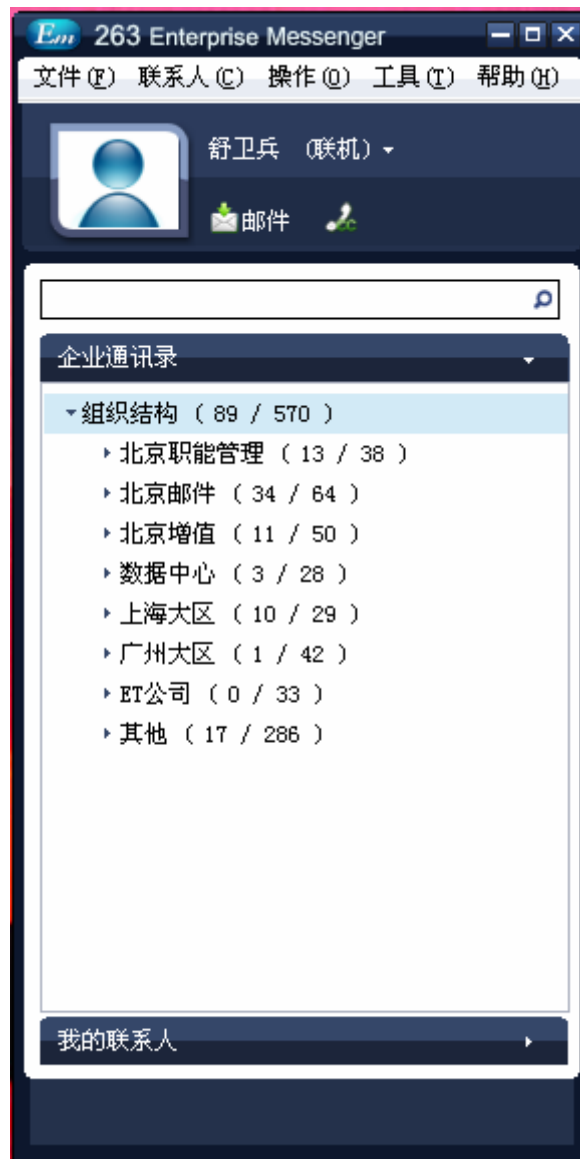 Em 263 Enterprise Messenger
文件(F) 联系人(C) 操作(O) 工具(T) 帮助(H)
舒卫兵 (联机)
邮件 CC
企业通讯录
组织结构 ( 89 / 570 )
北京职能管理 ( 13 / 38 )
北京邮件 ( 34 / 64 )
北京增值 ( 11 / 50 )
数据中心 ( 3 / 28 )
上海大区 ( 10 / 29 )
广州大区 ( 1 / 42 )
ET公司 ( 0 / 33 )
其他 ( 17 / 286 )
我的联系人